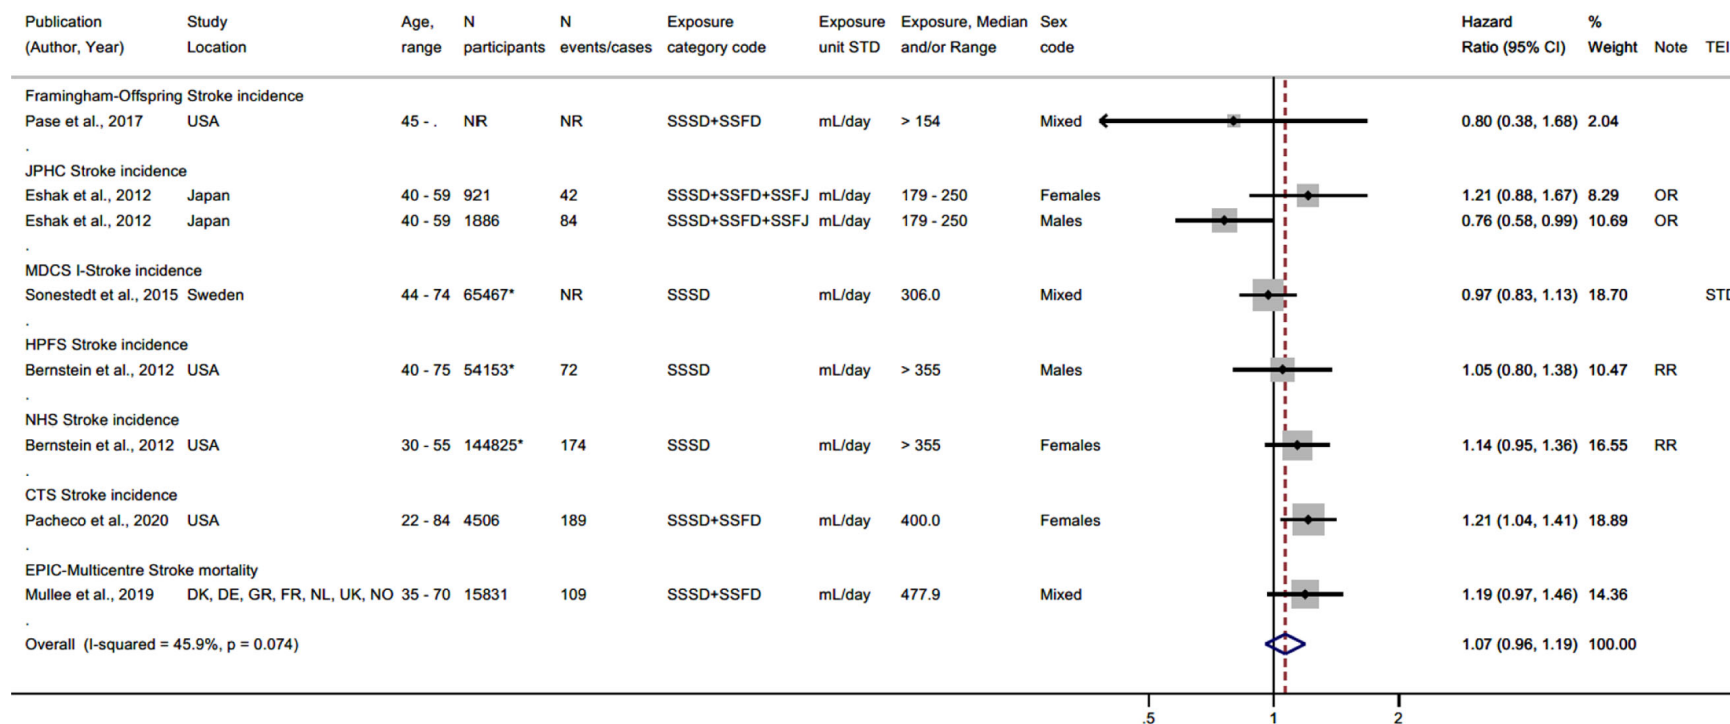 Publication Study Age, N N Exposure Exposure Exposure, Median Sex Hazard %
(Author, Year) Location range participants events/cases category code unit STD and/or Range code Ratio (95% CI) Weight Note TEI
Framingham-Offspring Stroke incidence
Pase et al., 2017 USA 45 - . NR NR SSSD+SSFD mL/day > 154 Mixed 0.80 (0.38, 1.68) 2.04
.
JPHC Stroke incidence
Eshak et al., 2012 Japan 40 - 59 921 42 SSSD+SSFD+SSFJ mL/day 179 - 250 Females 1.21 (0.88, 1.67) 8.29 OR
Eshak et al., 2012 Japan 40 - 59 1886 84 SSSD+SSFD+SSFJ mL/day 179 - 250 Males 0.76 (0.58, 0.99) 10.69 OR
.
MDCS I-Stroke incidence
Sonestedt et al., 2015 Sweden 44 - 74 65467* NR SSSD mL/day 306.0 Mixed 0.97 (0.83, 1.13) 18.70 STD
.
HPFS Stroke incidence
Bernstein et al., 2012 USA 40 - 75 54153* 72 SSSD mL/day > 355 Males 1.05 (0.80, 1.38) 10.47 RR
.
NHS Stroke incidence
Bernstein et al., 2012 USA 30 - 55 144825* 174 SSSD mL/day > 355 Females 1.14 (0.95, 1.36) 16.55 RR
.
CTS Stroke incidence
Pacheco et al., 2020 USA 22 - 84 4506 189 SSSD+SSFD mL/day 400.0 Females 1.21 (1.04, 1.41) 18.89
.
EPIC-Multicentre Stroke mortality
Mullee et al., 2019 DK, DE, GR, FR, NL, UK, NO 35 - 70 15831 109 SSSD+SSFD mL/day 477.9 Mixed 1.19 (0.97, 1.46) 14.36
.
Overall (I-squared = 45.9%, p = 0.074) 1.07 (0.96, 1.19) 100.00
.5 1 2